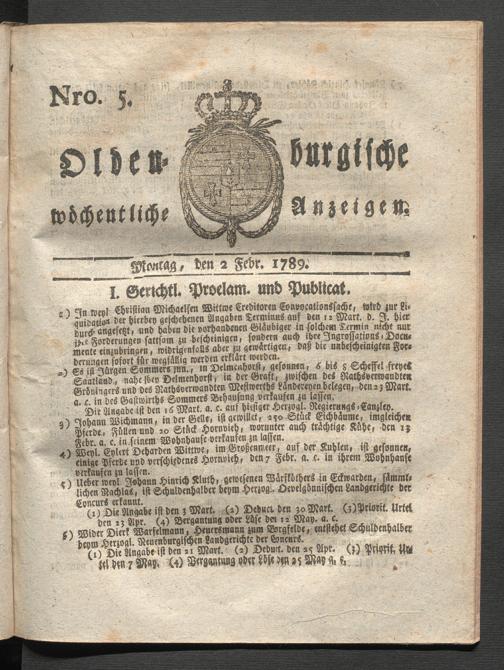 Nro. 5.
Olden- burgische
wöchentliche Anzeigen.
Montag, den 2 Febr. 1789.
I. Gerichtl. Proclam. und Publicat.
1) In weyl Christian Michaelsen Wittwe Creditoren Convocationssache, wird zur Li-
quidation der hierbey geschehenen Angaben Terminus auf den 12 Mart. d. J. hier
durch angesetzt, und haben die vorhandenen Gläubiger in solchem Termin nicht nur
ihre Forderungen sattsam zu bescheinigen, sondern auch ihre Ingrossations-Docu-
mente einzubringen, widrigenfalls aber zu gewärtigen, daß die unbescheinigten For-
derungen sofort für wegfällig werden erklärt werden.
2) Es ist Jürgen Sommers jun., in Delmenhorst, gesonnen, 6 bis 8 Scheffel freyes
Saatland, nahe bey Delmenhorst, in der Graft, zwischen des Rathsverwandten
Gröningers und des Rathsverwandten Westwerths Ländereyen belegen, den 23 Mart.
a. c. in des Gastwirths Sommers Behausung verkaufen zu lassen.
Die Angabe ist den 16 Mart. a. c. auf hiesiger Herzogl. Regierungs-Canzley.
3) Johann Wichmann, in der Gelle, ist gewillet, 250 Stück Eichbäume, imgleichen
Pferde, Füllen und 20 Stück Hornvieh, worunter auch trächtige Kühe, den 13
Febr. a. c. in seinem Wohnhause verkaufen zu lassen.
4) Weyl. Eylert Deharden Wittwe, im Großenmeer, auf der Kuhlen, ist gesonnen,
einige Pferde und verschiedenes Hornvieh, den 7 Febr. a. c. in ihrem Wohnhause
verkaufen zu lassen.
5) Ueber weyl Johann Hinrich Kluth, gewesenen Wärfköthers in Eckwarden, sämmt-
lichen Nachlas, ist Schuldenhalber beym Herzogl. Oevelgönnischen Landgerichte der
Concurs erkannt.
(1) Die Angabe ist den 3 Mart. (2) Deduct. den 30 Mart. (3) Priorit. Urtel
den 23 Apr. (4) Vergantung oder Löse den 12 May. a. c.
6) Wider Dierk Warfelmann, Heuersmann zum Torgfelde, entstehet Schuldenhalber
beym Herzogl. Neuenburgischen Landgerichte der Concurs.
(1) Die Angabe ist den 21 Mart. (2) Deduct. den 25 Apr. (3) Priorit. Ur-
tel den 7 May. (4) Vergantung oder Löse den 25 May a. c.